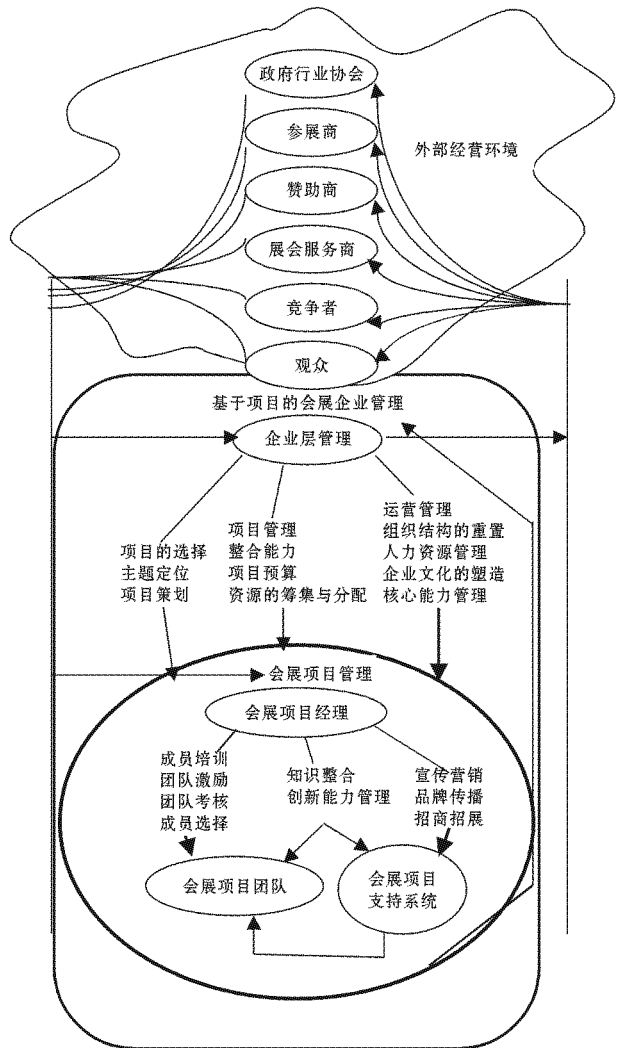 政府行业协会
参展商
外部经营环境
赞助商
展会服务商
竞争者
观众
基于项目的会展企业管理
企业层管理
项目的选择
主题定位
项目策划
项目管理
整合能力
项目预算
资源的筹集与分配
运营管理
组织结构的重置
人力资源管理
企业文化的塑造
核心能力管理
会展项目管理
会展项目经理
成员培训
团队激励
团队考核
成员选择
知识整合
创新能力管理
宣传营销
品牌传播
招商招展
会展项目团队
会展项目
支持系统